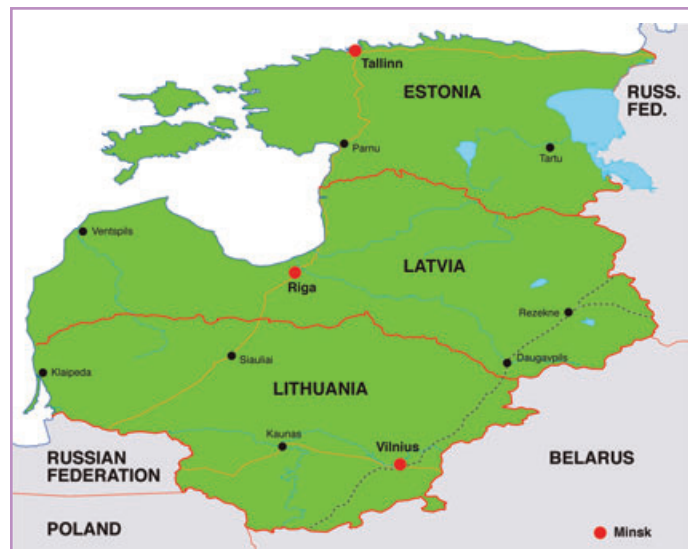 Tallinn
ESTONIA
RUSS.
FED.
Parnu
Tartu
Ventspils
LATVIA
Riga
Rezekne
Siauliai
Daugavpils
Klaipeda
LITHUANIA
Kaunas
Vilnius
RUSSIAN
FEDERATION
BELARUS
POLAND
Minsk